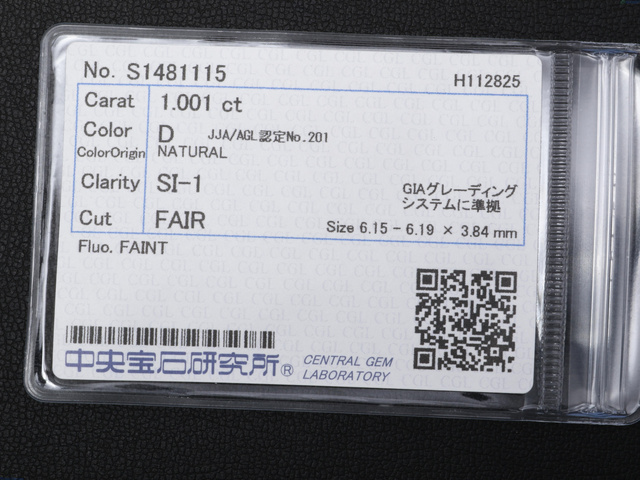 No. S1481115 H112825
Carat 1.001 ct
Color D JJA/AGL認定No.201
ColorOrigin NATURAL
Clarity SI-1 GIAグレーディング
システムに準拠
Cut FAIR Size 6.15 - 6.19 × 3.84 mm
Fluo. FAINT
中央宝石研究所® CENTRAL GEM
LABORATORY